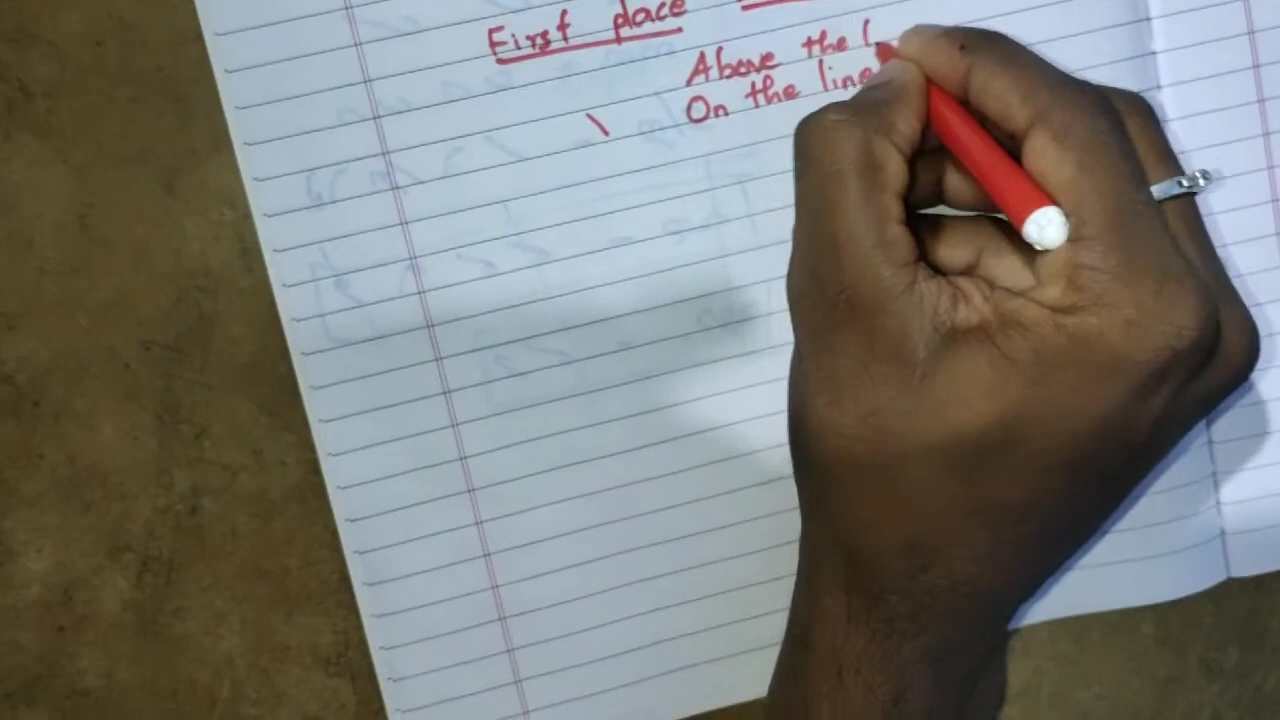 First place
Above the l
On the line